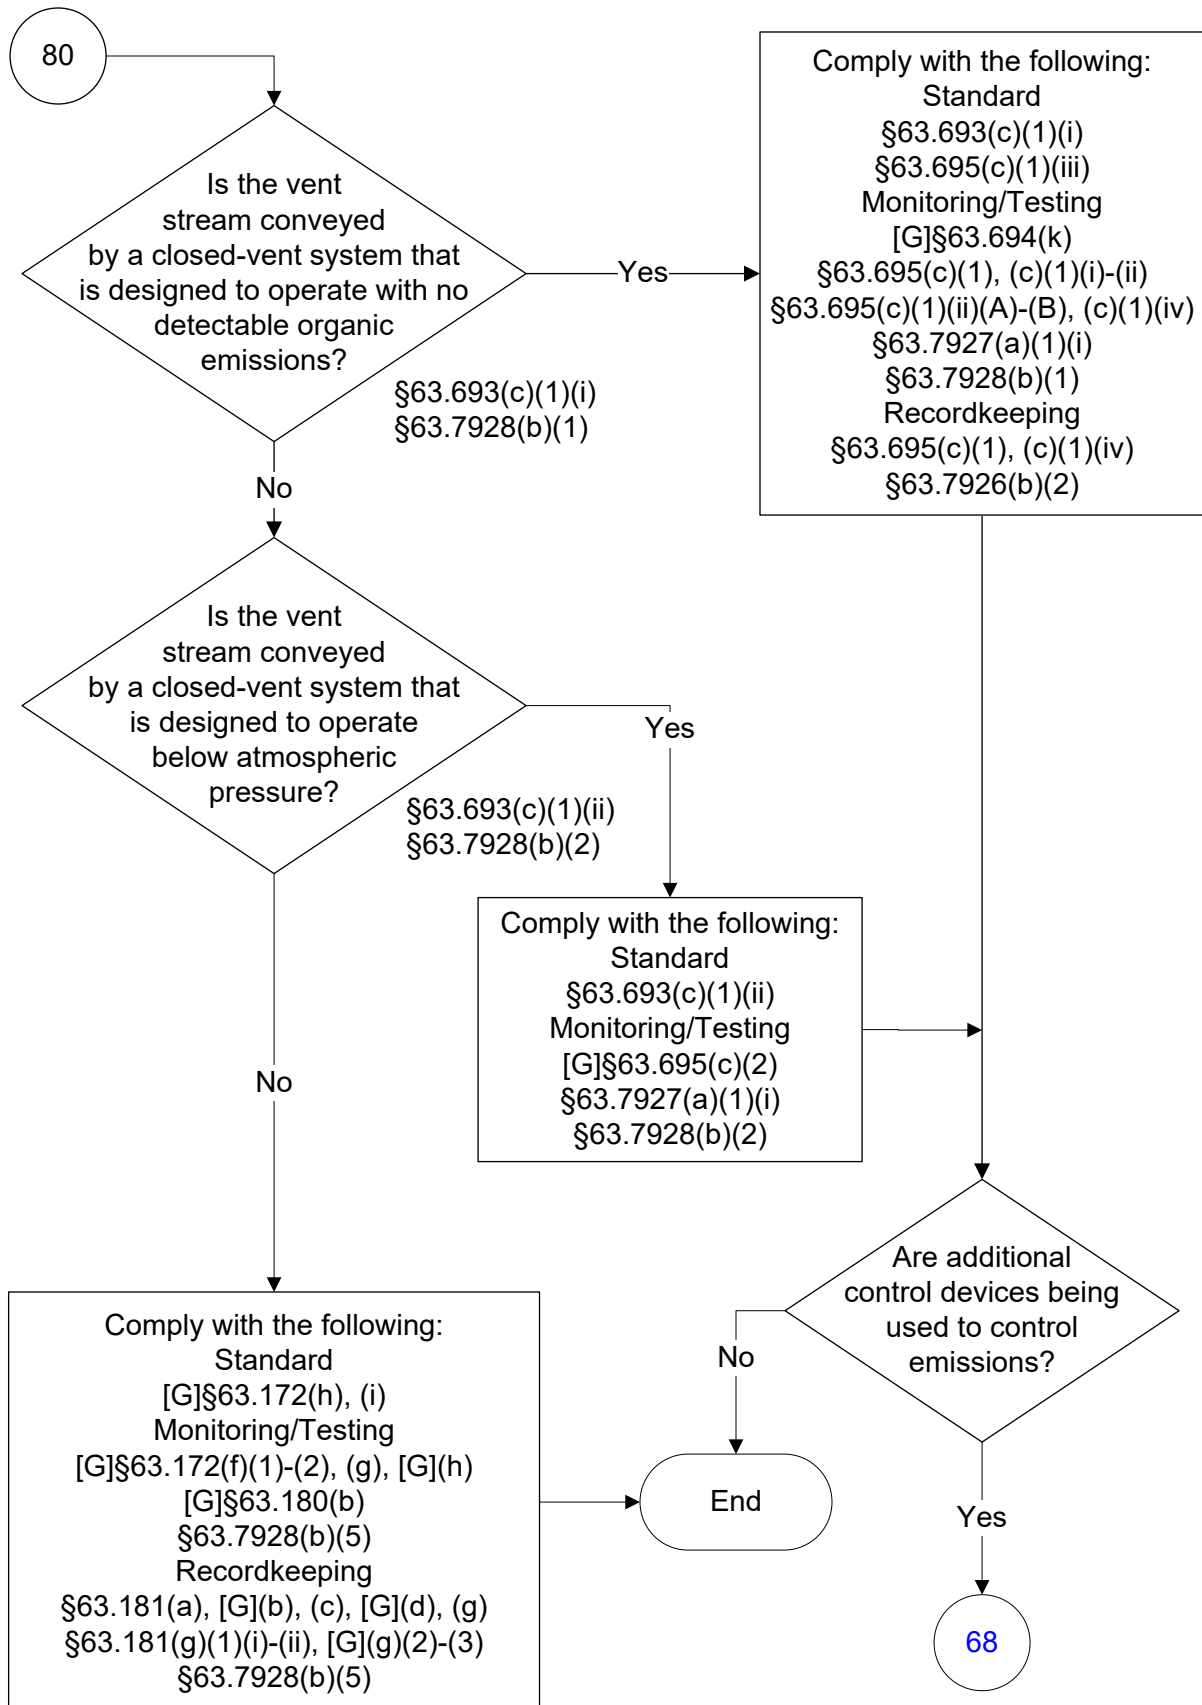 80
Is the vent
stream conveyed
by a closed-vent system that
is designed to operate with no
detectable organic
emissions?
§63.693(c)(1)(i)
§63.7928(b)(1)
Yes
Comply with the following:
Standard
§63.693(c)(1)(i)
§63.695(c)(1)(iii)
Monitoring/Testing
[G]§63.694(k)
§63.695(c)(1), (c)(1)(i)-(ii)
§63.695(c)(1)(ii)(A)-(B), (c)(1)(iv)
§63.7927(a)(1)(i)
§63.7928(b)(1)
Recordkeeping
§63.695(c)(1), (c)(1)(iv)
§63.7926(b)(2)
No
Is the vent
stream conveyed
by a closed-vent system that
is designed to operate
below atmospheric
pressure?
§63.693(c)(1)(ii)
§63.7928(b)(2)
Yes
Comply with the following:
Standard
§63.693(c)(1)(ii)
Monitoring/Testing
[G]§63.695(c)(2)
§63.7927(a)(1)(i)
§63.7928(b)(2)
No
Comply with the following:
Standard
[G]§63.172(h), (i)
Monitoring/Testing
[G]§63.172(f)(1)-(2), (g), [G](h)
[G]§63.180(b)
§63.7928(b)(5)
Recordkeeping
§63.181(a), [G](b), (c), [G](d), (g)
§63.181(g)(1)(i)-(ii), [G](g)(2)-(3)
§63.7928(b)(5)
Are additional
control devices being
used to control
emissions?
No
End
Yes
68